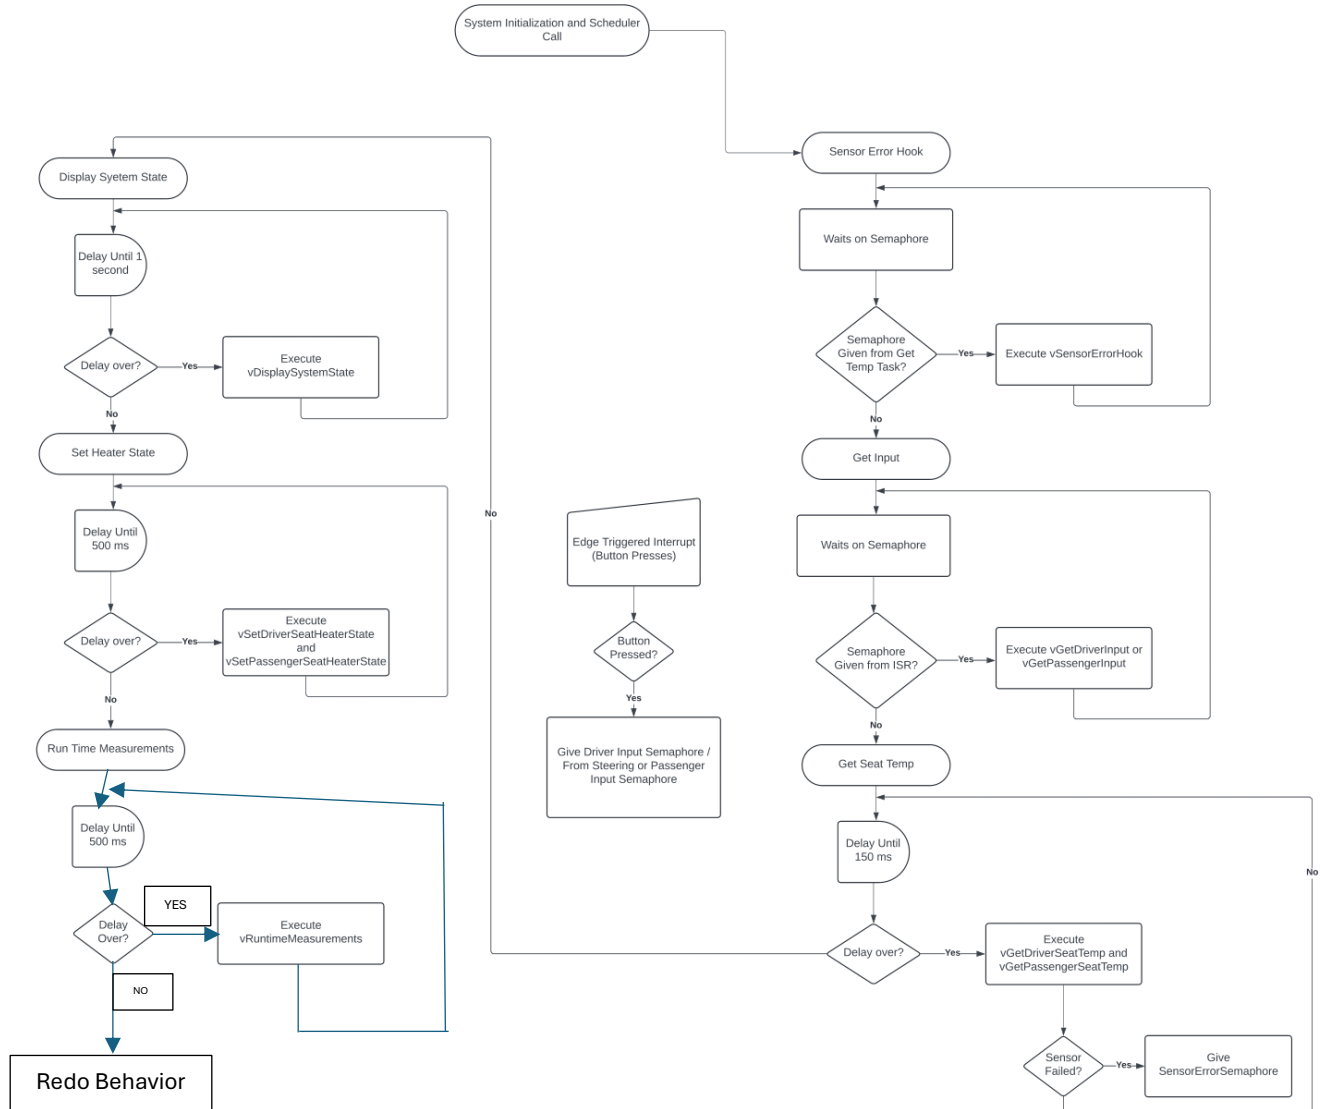 System Initialization and Scheduler
Call
Sensor Error Hook
Waits on Semaphore
Semaphore
Given from Get
Temp Task?
Yes
Execute vSensorErrorHook
No
Get Input
Waits on Semaphore
Semaphore
Given from ISR?
Yes
Execute vGetDriverInput or
vGetPassengerInput
No
Get Seat Temp
Delay Until
150 ms
Delay over?
Yes
Execute
vGetDriverSeatTemp and
vGetPassengerSeatTemp
Sensor
Failed?
Yes
Give
SensorErrorSemaphore
No
No
Display Syetem State
Delay Until 1
second
Delay over?
Yes
Execute
vDisplaySystemState
No
Set Heater State
Delay Until
500 ms
Delay over?
Yes
Execute
vSetDriverSeatHeaterState
and
vSetPassengerSeatHeaterState
No
Run Time Measurements
Delay Until
500 ms
Delay
Over?
YES
Execute
vRuntimeMeasurements
NO
Redo Behavior
Edge Triggered Interrupt
(Button Presses)
Button
Pressed?
Yes
Give Driver Input Semaphore /
From Steering or Passenger
Input Semaphore